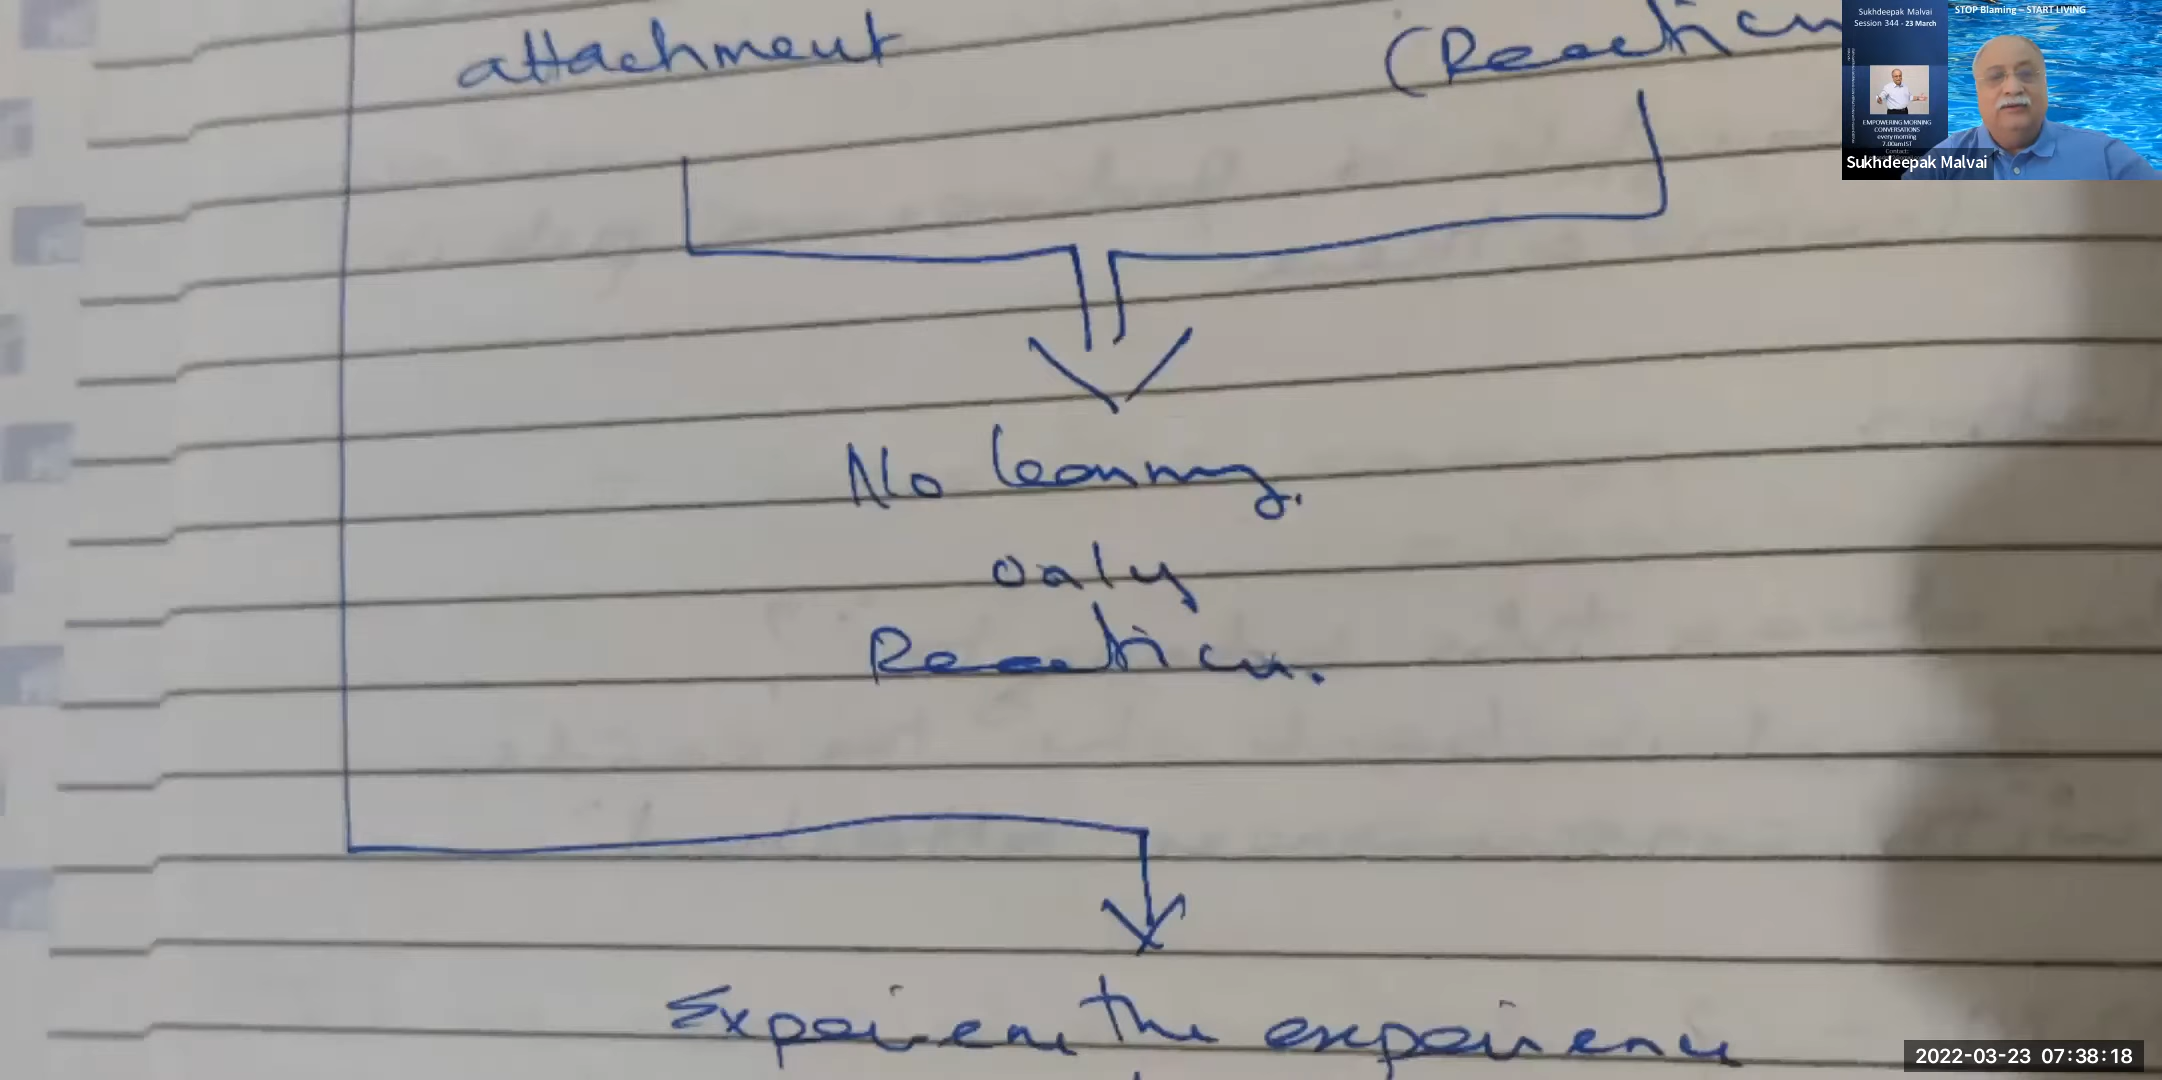 attachment
(Reaction
No learning.
only
Reaction.
Experience the experience
Sukhdeepak Malvai
Session 344 - 23 March
STOP Blaming – START LIVING
EMPOWERING MORNING
CONVERSATIONS
every morning
7.00am IST
Contact:
Sukhdeepak Malvai
2022-03-23 07:38:18